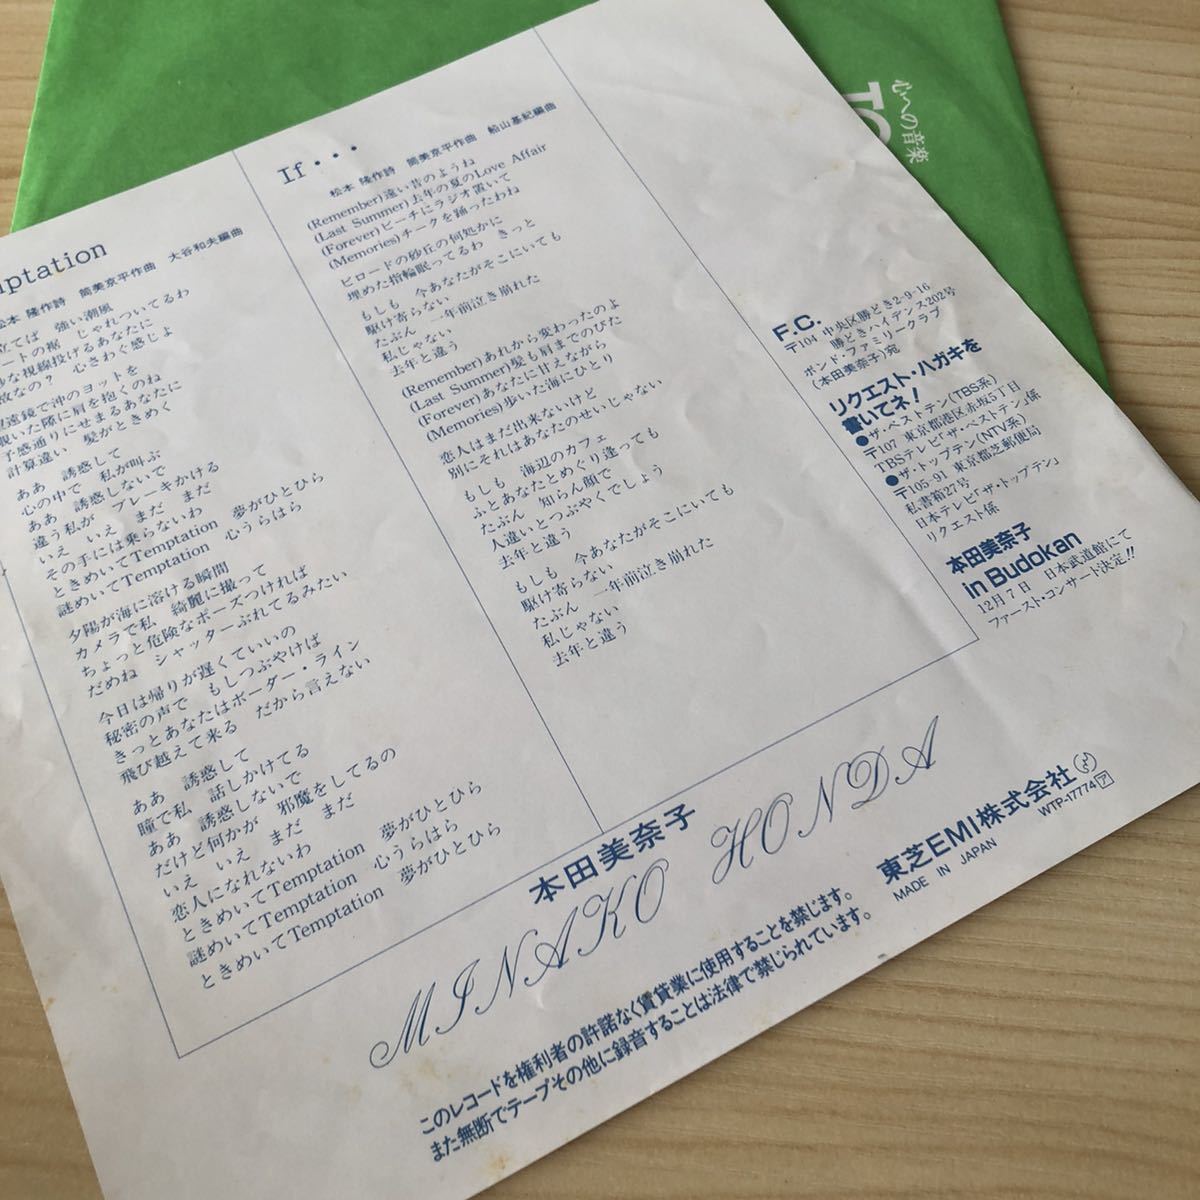 心への音楽
TO
ptation
松本 隆作詩 筒美京平作曲 大谷和夫編曲
立てば 強い潮風
ートの裾 じゃれついてるわ
な視線投げるあなたに
故なの? 心さわく感じよ
遠鏡で沖のヨットを
覗いた隙に肩を抱くのね
予感通りにせまるあなたに
計算違い 髪がときめく
ああ 誘惑して
心の中で 私が叫ぶ
ああ 誘惑しないで
違う私が ブレーキかける
いえ いえ まだ まだ
その手には乗らないわ
ときめいてTemptation 夢がひとひら
謎めいてTemptation 心うらはら
夕陽が海に溶ける瞬間
カメラで私 綺麗に撮って
ちょっと危険なポーズつければ
だめね シャッターぶれてるみたい
今日は帰りが遅くていいの
秘密の声で もしつぶやけば
きっとあなたはボーダー・ライン
飛び越えて来る だから言えない
ああ 誘惑して
瞳で私 話しかけてる
ああ 誘惑しないで
だけど何かが 邪魔をしてるの
いえ いえ まだ まだ
恋人になれないわ
ときめいてTemptation 夢がひとひら
謎めいてTemptation 心うらはら
ときめいてTemptation 夢がひとひら
If・・・
松本 隆作詩 筒美京平作曲 船山基紀編曲
(Remember)遠い昔のようね
(Last Summer)去年の夏のLove Affair
(Forever)ビーチにラジオ置いて
(Memories)チークを踊ったわね
ビロードの砂丘の何処かに
埋めた指輪眠ってるわ きっと
もしも 今あなたがそこにいても
駆け寄らない
たぶん 一年前泣き崩れた
私じゃない
去年と違う
(Remember)あれから変わったのよ
(Last Summer)髪も肩までのびた
(Forever)あなたに甘えながら
(Memories)歩いた海にひとり
恋人はまだ出来ないけど
別にそれはあなたのせいじゃない
もしも 海辺のカフェ
ふとあなたとめぐり逢っても
たぶん 知らん顔で
人違いとつぶやくでしょう
去年と違う
もしも 今あなたがそこにいても
駆け寄らない
たぶん 一年前泣き崩れた
私じゃない
去年と違う
F.C.
〒104 中央区勝どき2-9-16
勝どきハイデンス202号
ボンド・ファミリークラブ
(本田美奈子)宛
リクエスト・ハガキを
書いてネ!
●ザ・ベストテン(TBS系)
〒107 東京都港区赤坂5丁目
TBSテレビ「ザ・ベストテン」係
●ザ・トップテン(NTV系)
〒105-91 東京都芝郵便局
私書箱27号
日本テレビ「ザ・トップテン」
リクエスト係
本田美奈子
in Budokan
12月7日 日本武道館にて
ファースト・コンサート決定!!
本田美奈子
MINAKO HONDA
東芝EMI株式会社
WTP-17774 ア
MADE IN JAPAN
このレコードを権利者の許諾なく賃貸業に使用することを禁じます。
また無断でテープその他に録音することは法律で禁じられています。